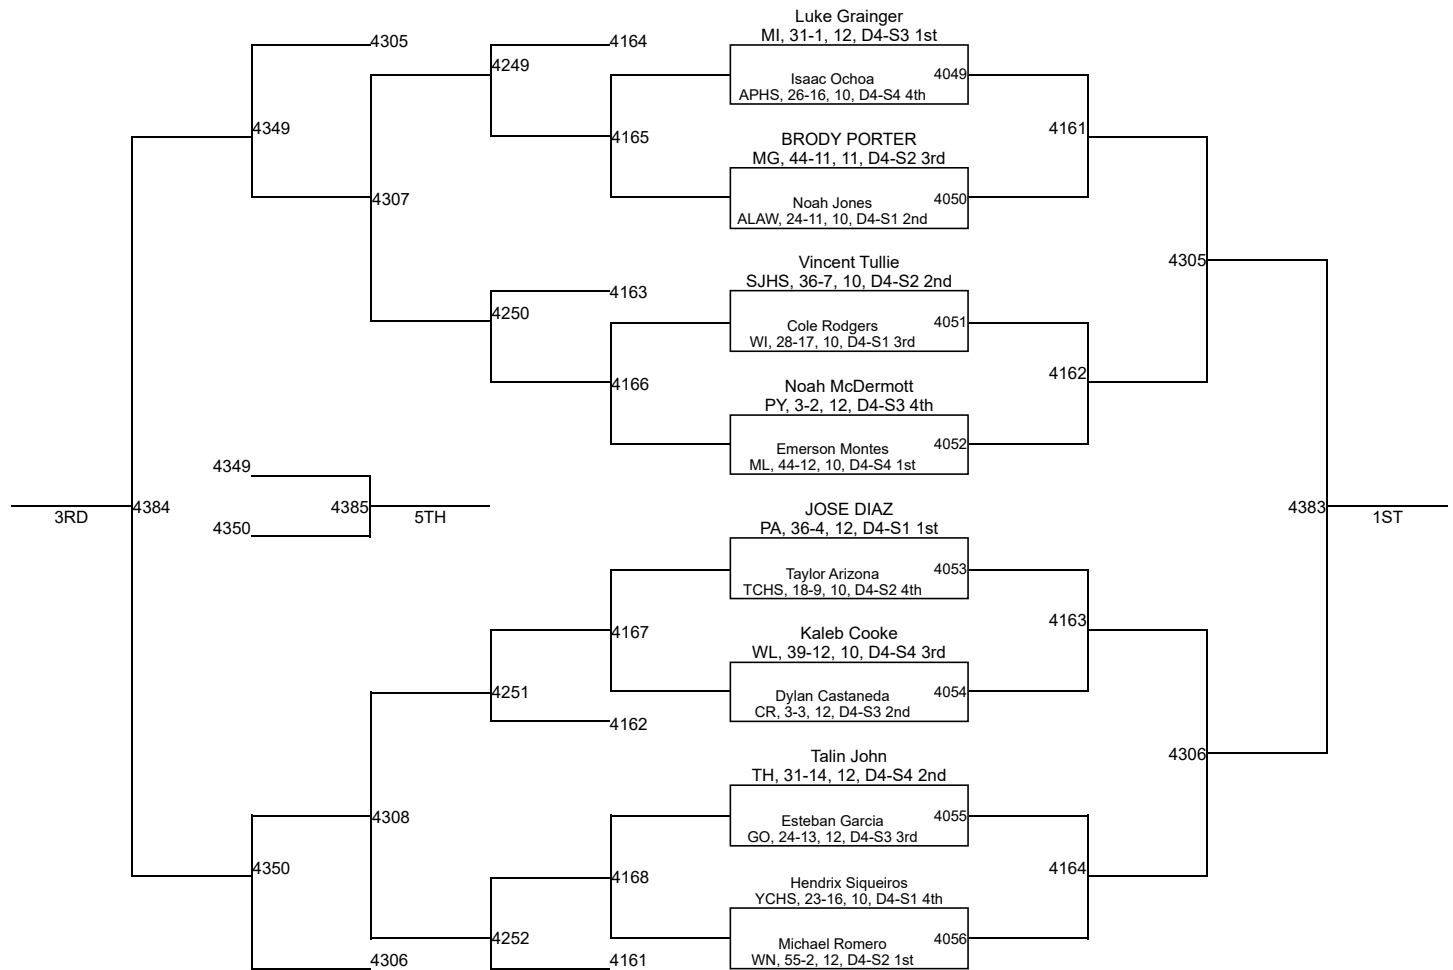 Luke Grainger
MI, 31-1, 12, D4-S3 1st
4305
4164
4249
Isaac Ochoa
4049
APHS, 26-16, 10, D4-S4 4th
4349
4165
BRODY PORTER
4161
MG, 44-11, 11, D4-S2 3rd
4307
Noah Jones
4050
ALAW, 24-11, 10, D4-S1 2nd
Vincent Tullie
4305
SJHS, 36-7, 10, D4-S2 2nd
4163
4250
Cole Rodgers
4051
WI, 28-17, 10, D4-S1 3rd
4166
Noah McDermott
4162
PY, 3-2, 12, D4-S3 4th
Emerson Montes
4052
ML, 44-12, 10, D4-S4 1st
4349
4384
4385
JOSE DIAZ
4383
3RD
5TH
1ST
4350
PA, 36-4, 12, D4-S1 1st
Taylor Arizona
4053
TCHS, 18-9, 10, D4-S2 4th
4167
Kaleb Cooke
4163
WL, 39-12, 10, D4-S4 3rd
4251
Dylan Castaneda
4054
CR, 3-3, 12, D4-S3 2nd
4162
Talin John
4306
TH, 31-14, 12, D4-S4 2nd
4308
Esteban Garcia
4055
GO, 24-13, 12, D4-S3 3rd
4350
4168
Hendrix Siqueiros
4164
YCHS, 23-16, 10, D4-S1 4th
4252
Michael Romero
4056
4306
4161
WN, 55-2, 12, D4-S2 1st